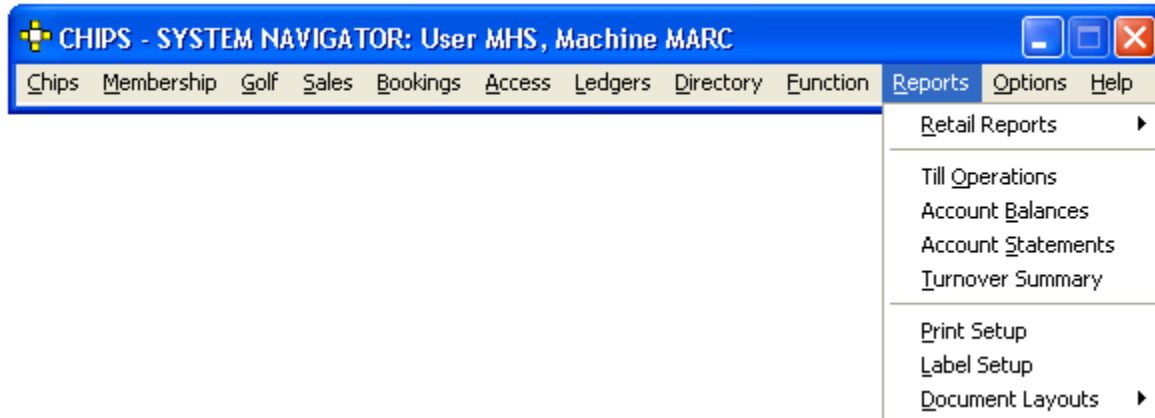 CHIPS - SYSTEM NAVIGATOR: User MHS, Machine MARC
Chips Membership Golf Sales Bookings Access Ledgers Directory Function Reports Options Help
Retail Reports
Till Operations
Account Balances
Account Statements
Turnover Summary
Print Setup
Label Setup
Document Layouts